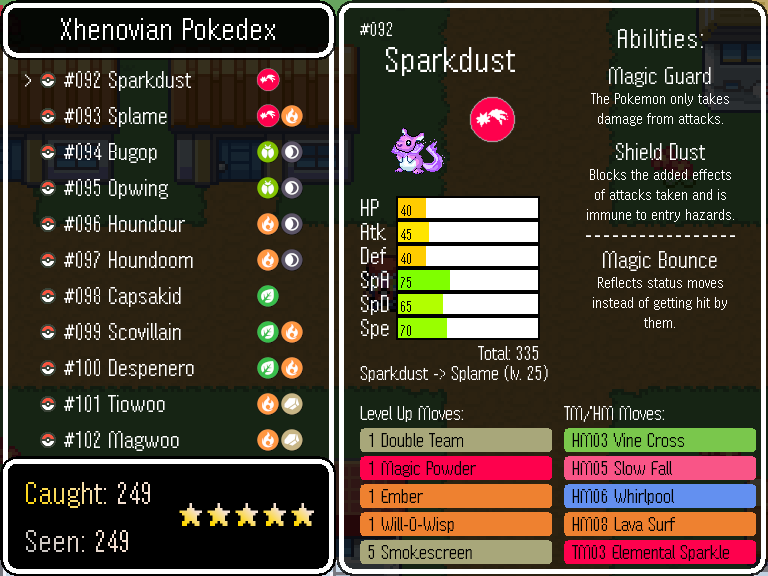 Xhenovian Pokedex
> #092 Sparkdust
#093 Splame
#094 Bugop
#095 Opwing
#096 Houndour
#097 Houndoom
#098 Capsakid
#099 Scovillain
#100 Despenero
#101 Tiowoo
#102 Magwoo
Caught: 249
Seen: 249
#092
Sparkdust
HP 40
Atk 45
Def 40
SpA 75
SpD 65
Spe 70
Total: 335
Sparkdust -> Splame (lv. 25)
Abilities:
Magic Guard
The Pokemon only takes
damage from attacks.
Shield Dust
Blocks the added effects
of attacks taken and is
immune to entry hazards.
Magic Bounce
Reflects status moves
instead of getting hit by
them.
Level Up Moves:
1 Double Team
1 Magic Powder
1 Ember
1 Will-O-Wisp
5 Smokescreen
TM/HM Moves:
HM03 Vine Cross
HM05 Slow Fall
HM06 Whirlpool
HM08 Lava Surf
TM03 Elemental Sparkle